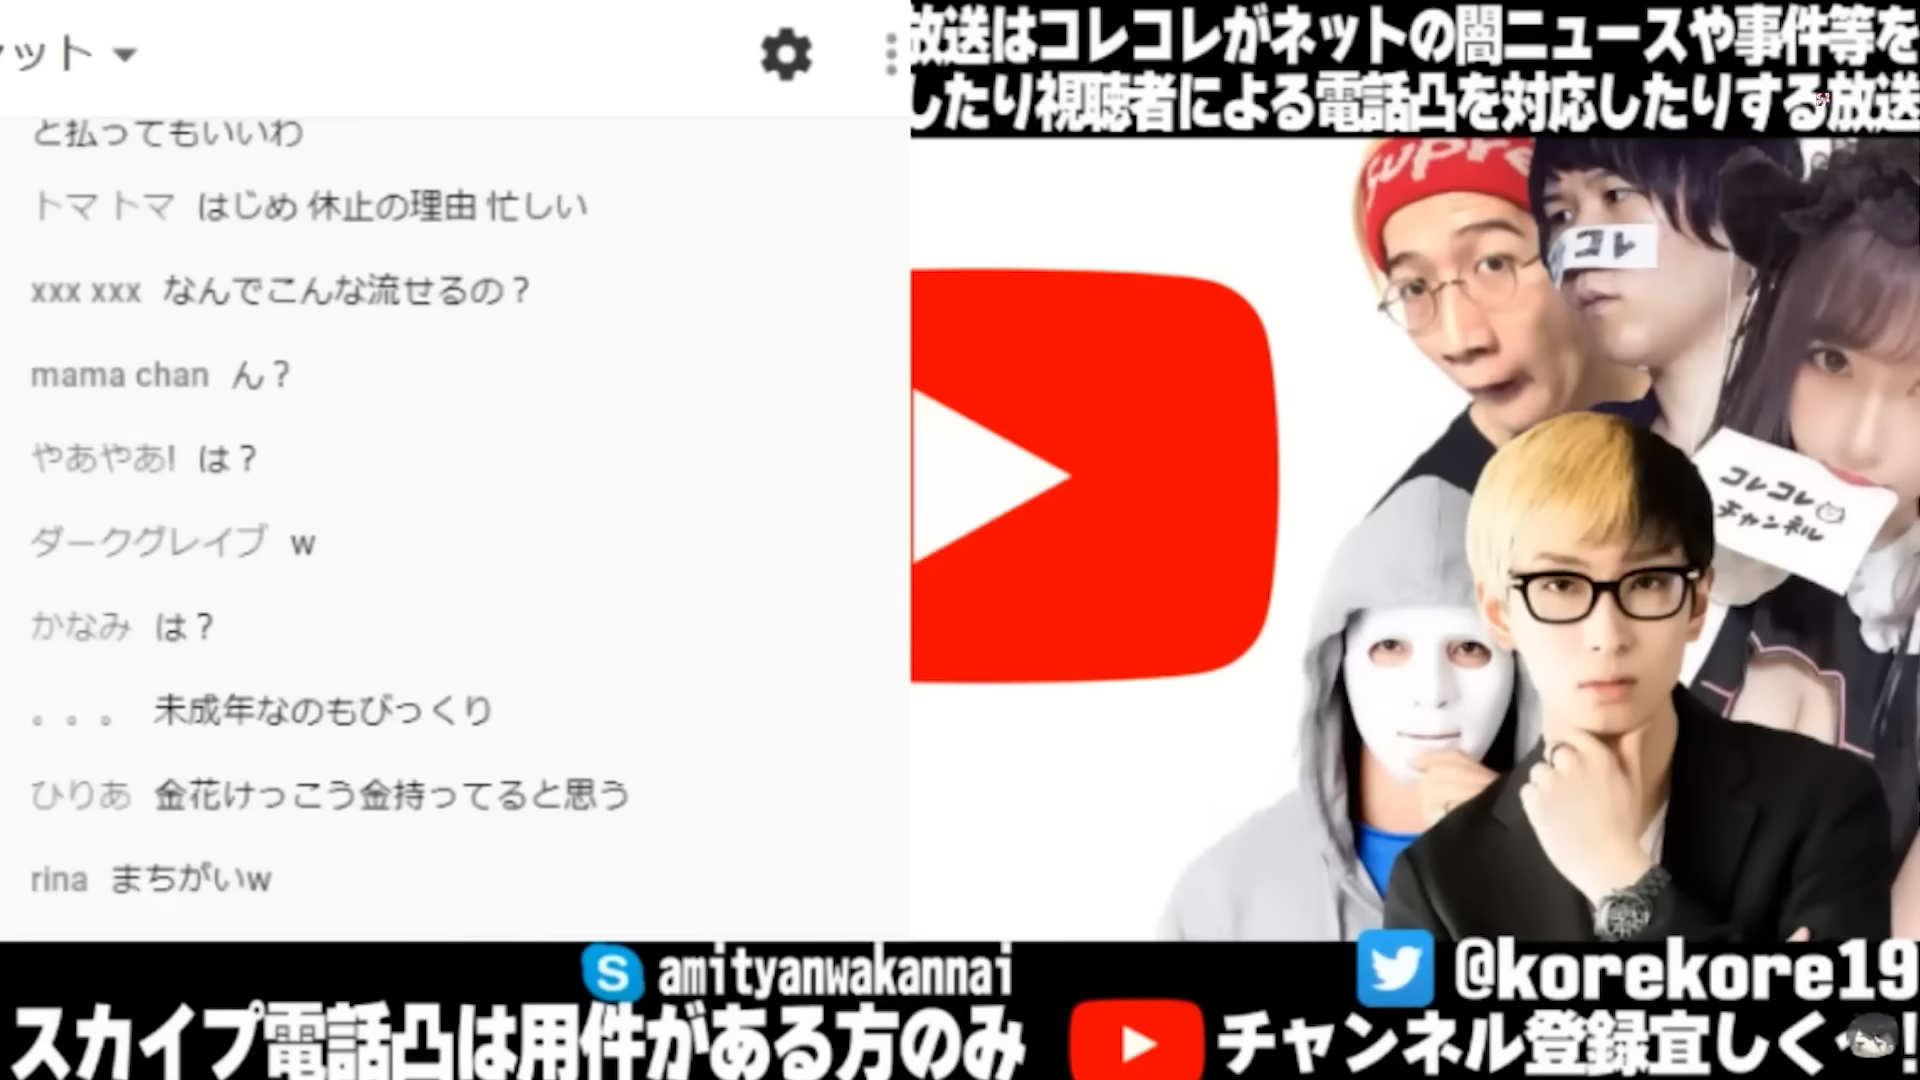 ット
と払ってもいいわ
トマトマ はじめ 休止の理由 忙しい
xxx xxx なんでこんな流せるの？
mama chan ん？
やあやあ! は？
ダークグレイブ w
かなみ は？
。。。 未成年なのもびっくり
ひりあ 金花けっこう金持ってると思う
rina まちがいw
放送はコレコレがネットの闇ニュースや事件等を
したり視聴者による電話凸を対応したりする放送
Supre
コレ
コレコレ
チャンネル
S amityanwakannai
スカイプ電話凸は用件がある方のみ
@korekore19
チャンネル登録宜しく!